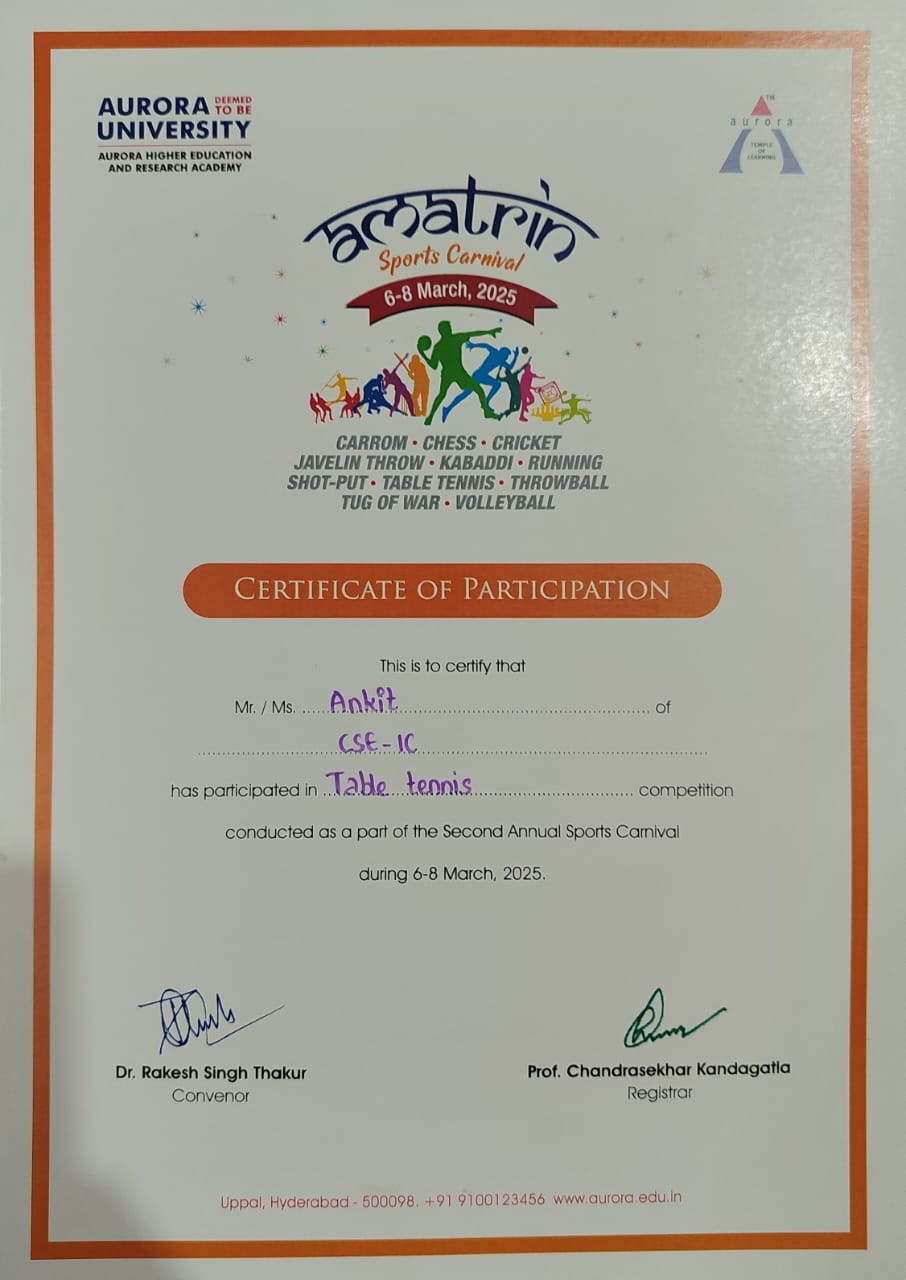 AURORA DEEMED TO BE
UNIVERSITY
AURORA HIGHER EDUCATION
AND RESEARCH ACADEMY
TM
aurora
TEMPLE
OF
LEARNING
amatrin
Sports Carnival
6-8 March, 2025
CARROM • CHESS • CRICKET
JAVELIN THROW • KABADDI • RUNNING
SHOT-PUT • TABLE TENNIS • THROWBALL
TUG OF WAR • VOLLEYBALL
CERTIFICATE OF PARTICIPATION
This is to certify that
Mr. / Ms. Ankit of
CSE-1C
has participated in Table tennis competition
conducted as a part of the Second Annual Sports Carnival
during 6-8 March, 2025.
Dr. Rakesh Singh Thakur
Convenor
Prof. Chandrasekhar Kandagatla
Registrar
Uppal, Hyderabad - 500098. +91 9100123456 www.aurora.edu.in